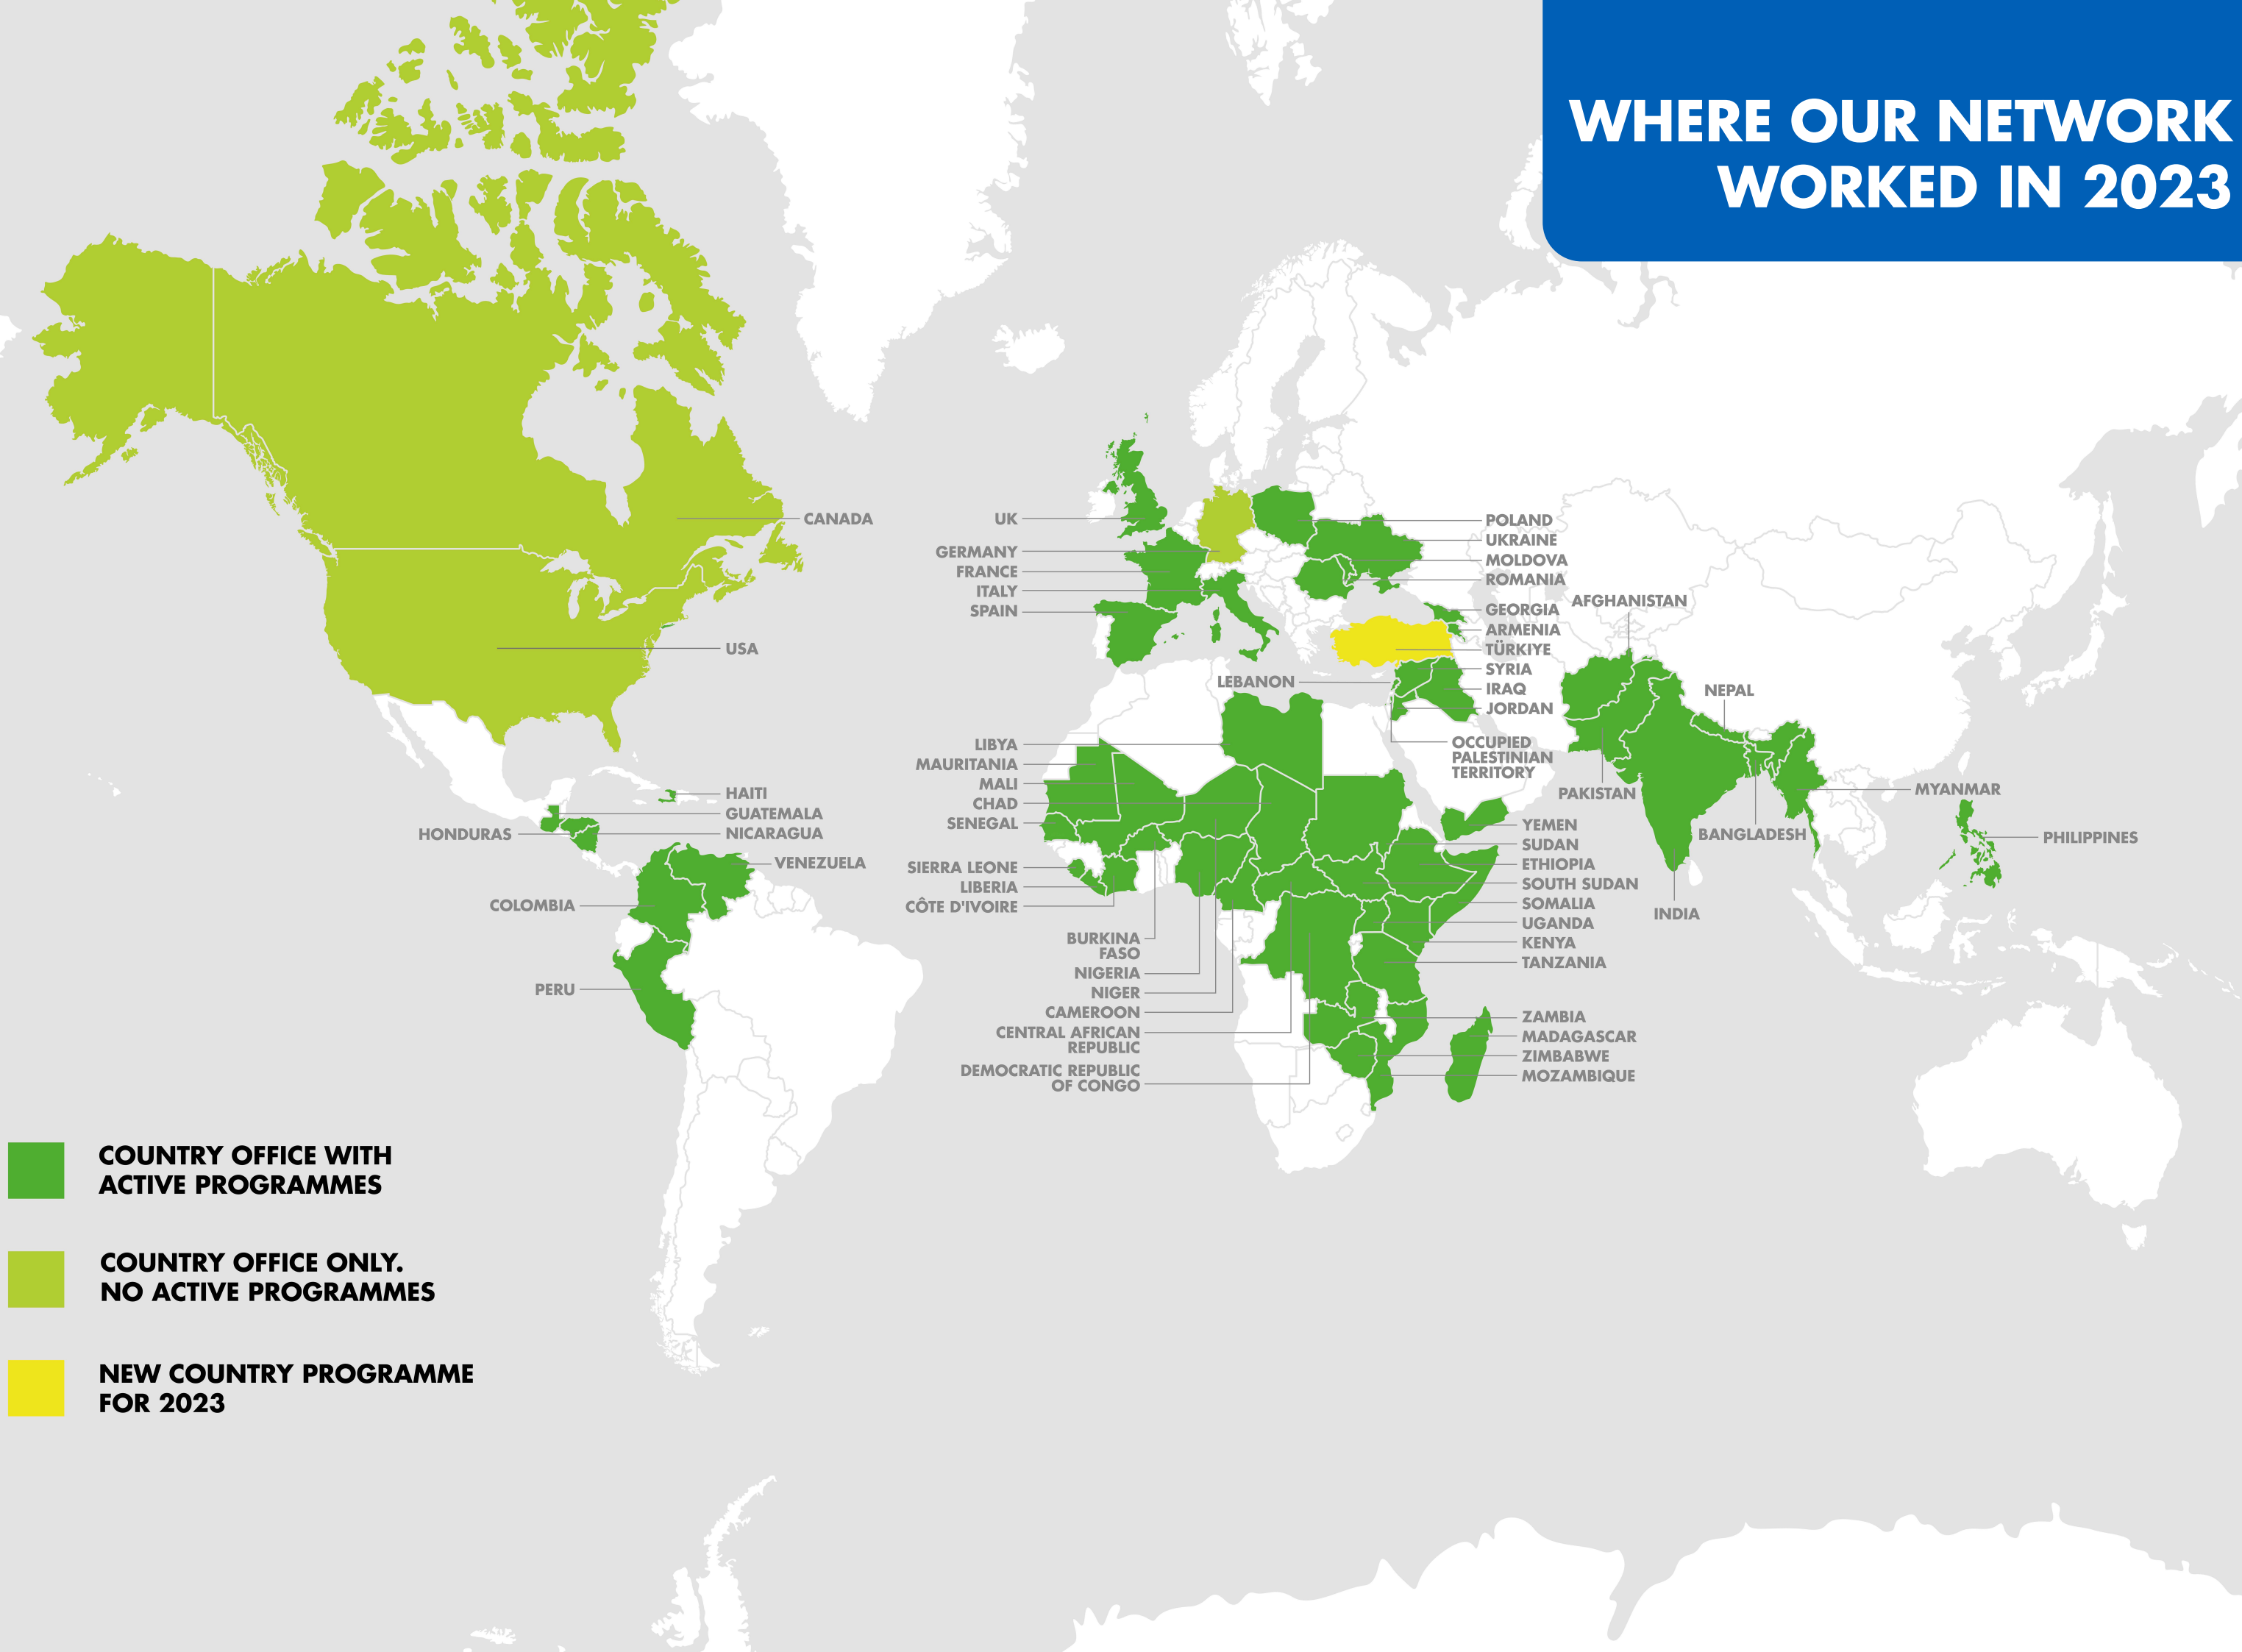 WHERE OUR NETWORK
WORKED IN 2023
CANADA
USA
HAITI
GUATEMALA
HONDURAS
NICARAGUA
VENEZUELA
COLOMBIA
PERU
UK
GERMANY
FRANCE
ITALY
SPAIN
POLAND
UKRAINE
MOLDOVA
ROMANIA
GEORGIA
ARMENIA
TÜRKIYE
SYRIA
IRAQ
JORDAN
LEBANON
OCCUPIED
PALESTINIAN
TERRITORY
AFGHANISTAN
NEPAL
PAKISTAN
BANGLADESH
INDIA
MYANMAR
PHILIPPINES
LIBYA
MAURITANIA
MALI
CHAD
SENEGAL
SIERRA LEONE
LIBERIA
CÔTE D'IVOIRE
BURKINA
FASO
NIGERIA
NIGER
CAMEROON
CENTRAL AFRICAN
REPUBLIC
DEMOCRATIC REPUBLIC
OF CONGO
YEMEN
SUDAN
ETHIOPIA
SOUTH SUDAN
SOMALIA
UGANDA
KENYA
TANZANIA
ZAMBIA
MADAGASCAR
ZIMBABWE
MOZAMBIQUE
COUNTRY OFFICE WITH
ACTIVE PROGRAMMES
COUNTRY OFFICE ONLY.
NO ACTIVE PROGRAMMES
NEW COUNTRY PROGRAMME
FOR 2023